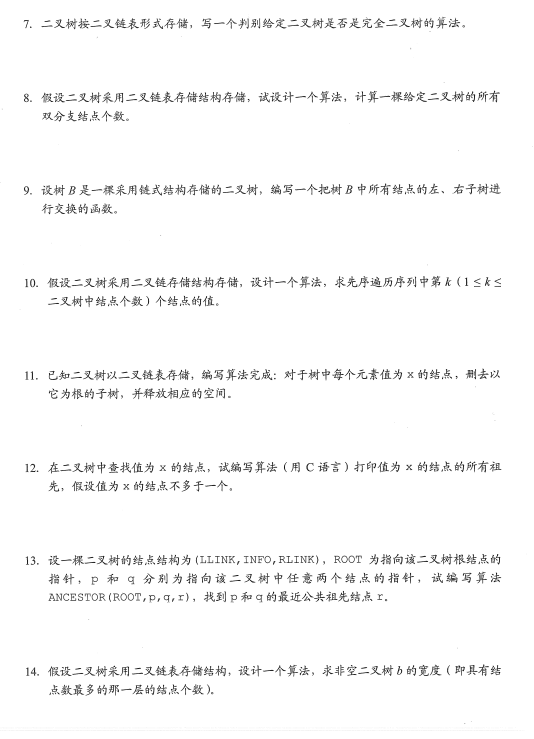 7. 二叉树按二叉链表形式存储，写一个判别给定二叉树是否是完全二叉树的算法。
8. 假设二叉树采用二叉链表存储结构存储，试设计一个算法，计算一棵给定二叉树的所有
双分支结点个数。
9. 设树 B 是一棵采用链式结构存储的二叉树，编写一个把树 B 中所有结点的左、右子树进
行交换的函数。
10. 假设二叉树采用二叉链存储结构存储，设计一个算法，求先序遍历序列中第 k（1 ≤ k ≤
二叉树中结点个数）个结点的值。
11. 已知二叉树以二叉链表存储，编写算法完成：对于树中每个元素值为 x 的结点，删去以
它为根的子树，并释放相应的空间。
12. 在二叉树中查找值为 x 的结点，试编写算法（用 C 语言）打印值为 x 的结点的所有祖
先，假设值为 x 的结点不多于一个。
13. 设一棵二叉树的结点结构为(LLINK,INFO,RLINK)，ROOT 为指向该二叉树根结点的
指针，p 和 q 分别为指向该二叉树中任意两个结点的指针，试编写算法
ANCESTOR(ROOT,p,q,r)，找到 p 和 q 的最近公共祖先结点 r。
14. 假设二叉树采用二叉链表存储结构，设计一个算法，求非空二叉树 b 的宽度（即具有结
点数最多的那一层的结点个数）。